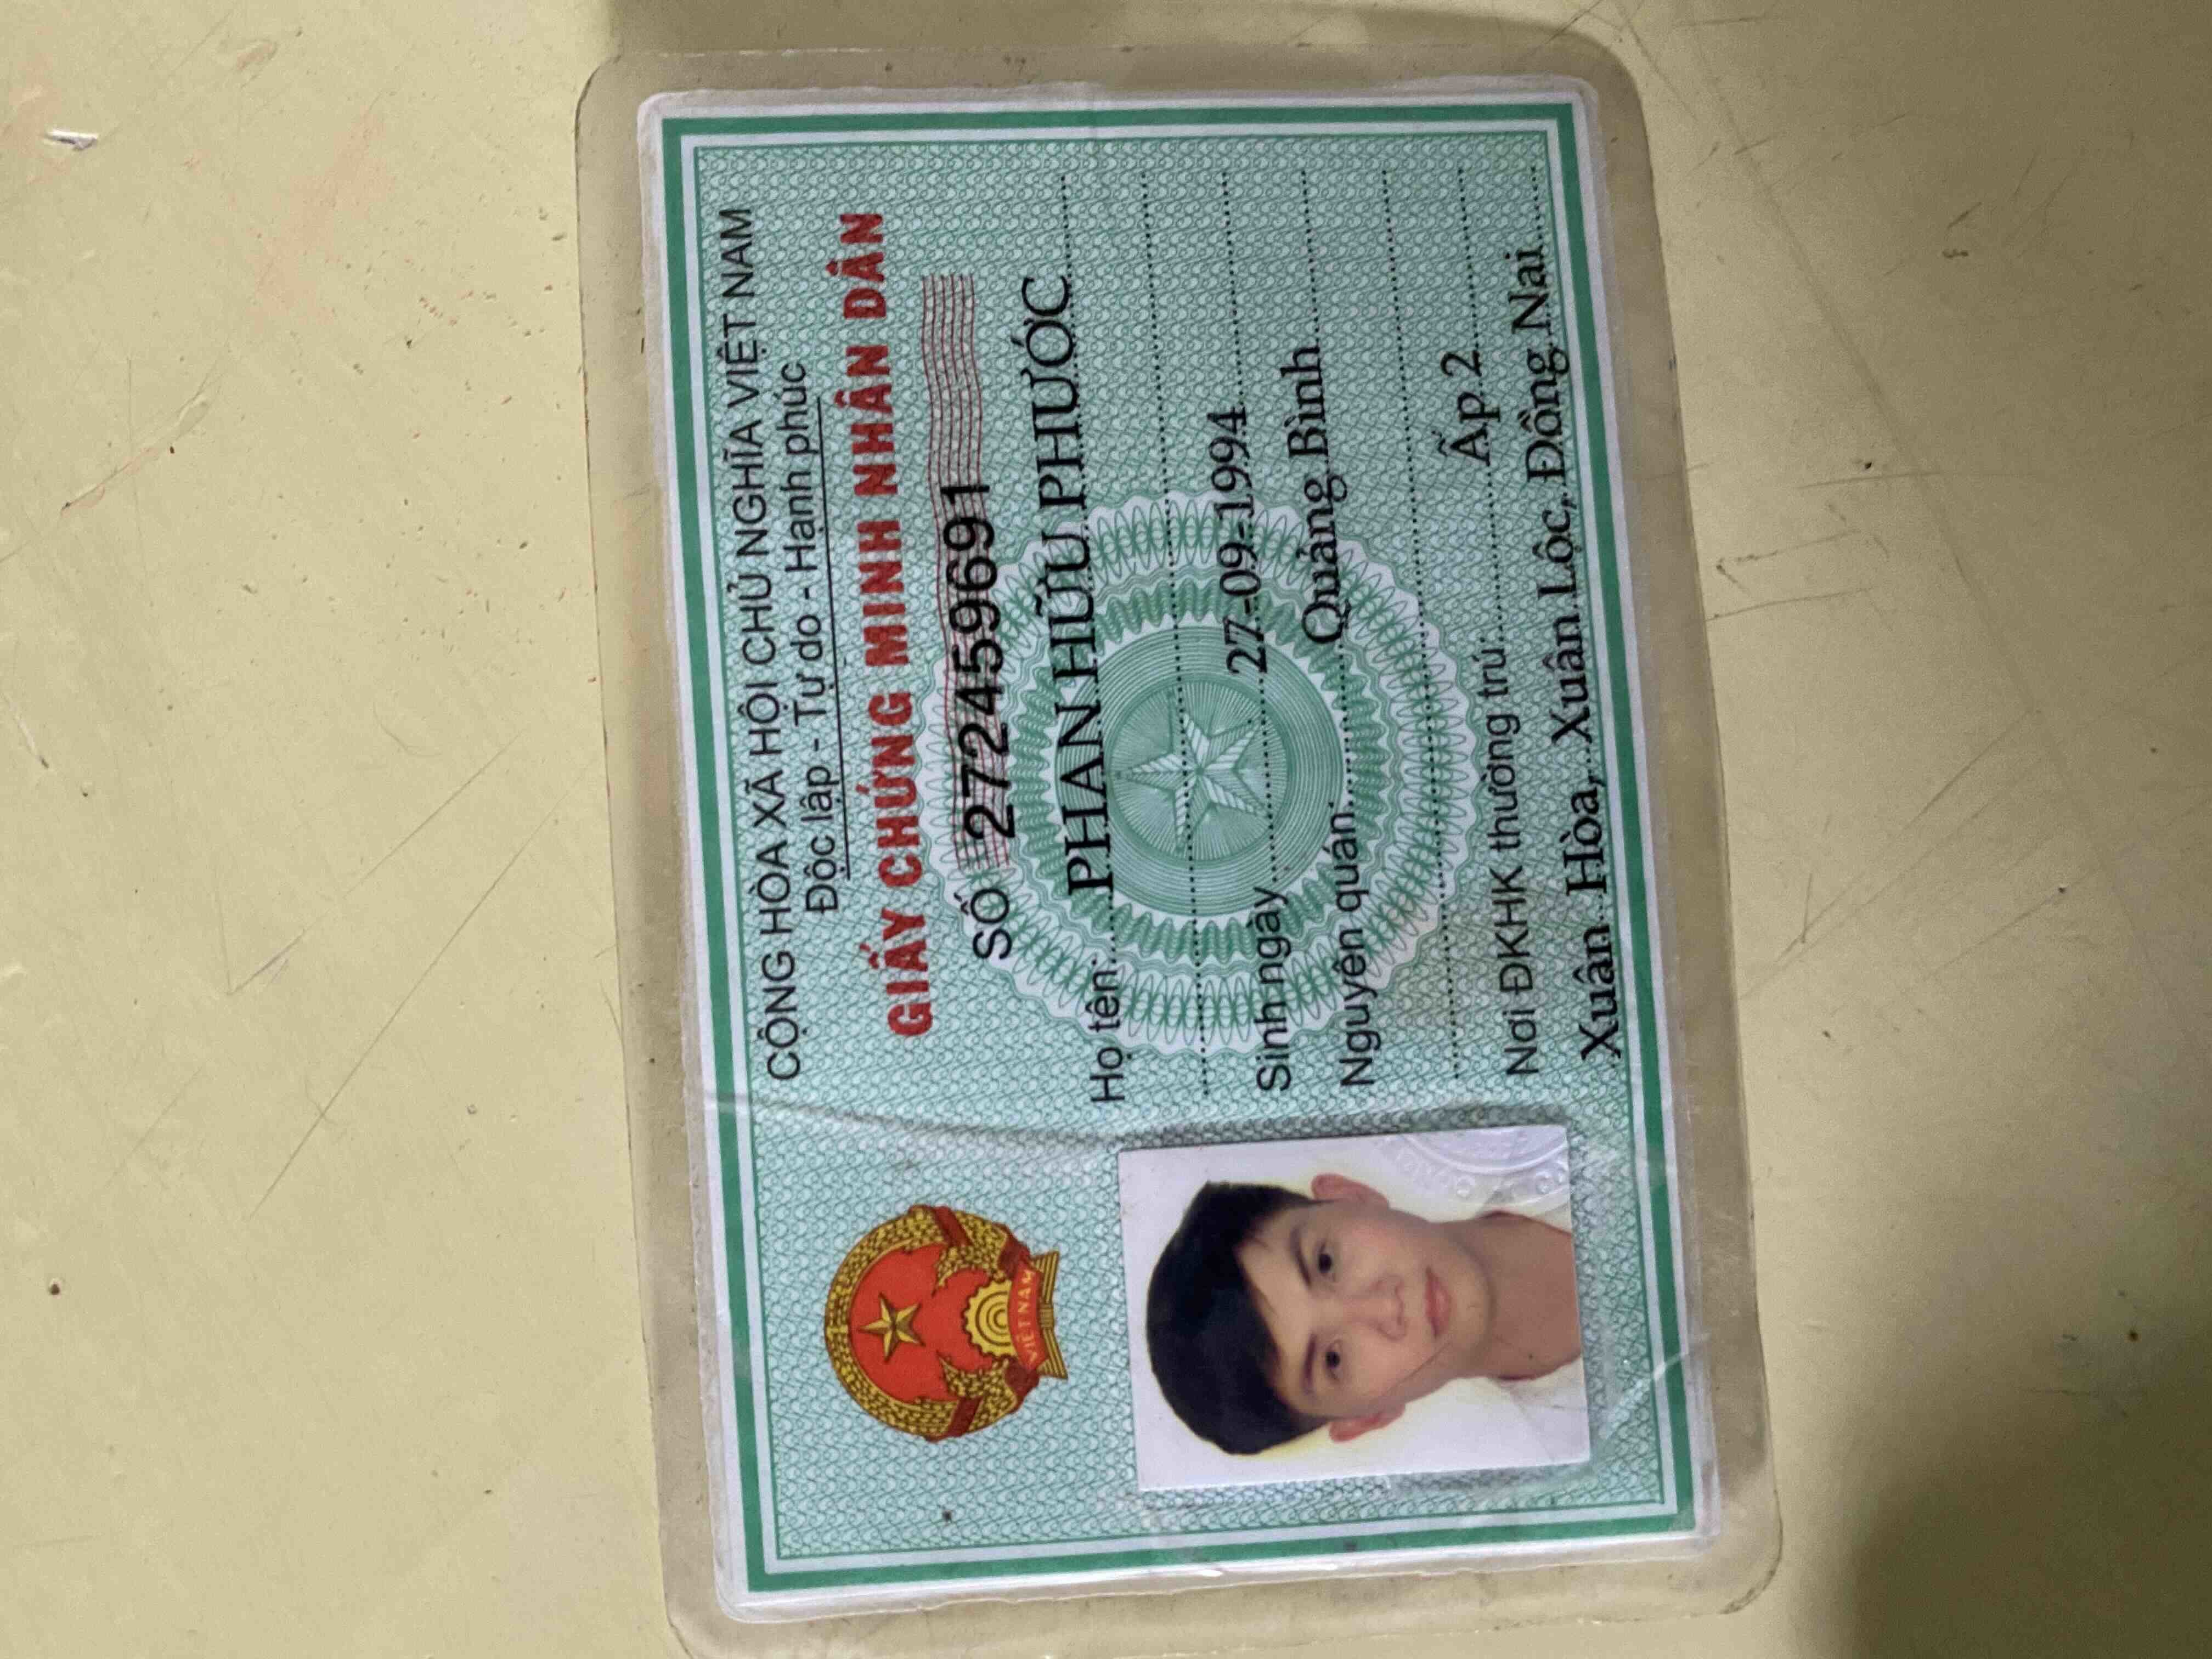 CỘNG HÒA XÃ HỘI CHỦ NGHĨA VIỆT NAM
Độc lập - Tự do - Hạnh phúc
GIẤY CHỨNG MINH NHÂN DÂN
SỐ 272459691
Họ tên: PHAN HỮU PHƯỚC
Sinh ngày 27-09-1994
Nguyên quán: Quảng Bình
Nơi ĐKHK thường trú: Ấp 2
Xuân Hòa, Xuân Lộc, Đồng Nai
VIỆT NAM